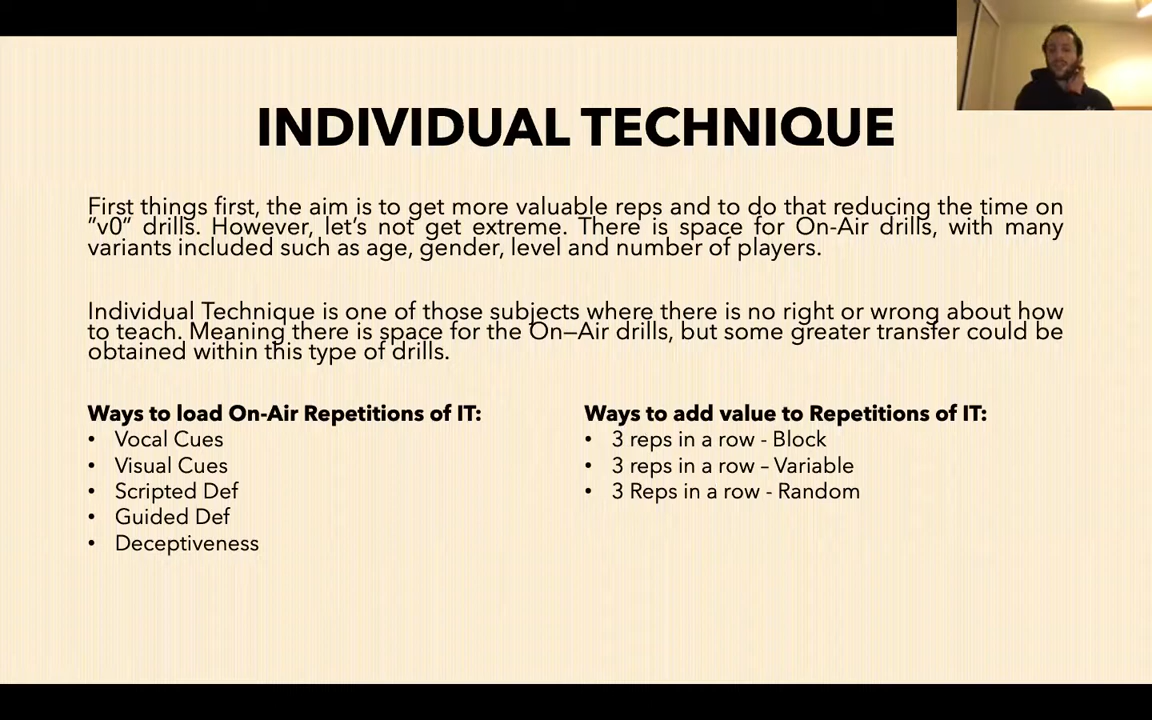 INDIVIDUAL TECHNIQUE
First things first, the aim is to get more valuable reps and to do that reducing the time on
“v0” drills. However, let’s not get extreme. There is space for On-Air drills, with many
variants included such as age, gender, level and number of players.
Individual Technique is one of those subjects where there is no right or wrong about how
to teach. Meaning there is space for the On–Air drills, but some greater transfer could be
obtained within this type of drills.
Ways to load On-Air Repetitions of IT:
• Vocal Cues
• Visual Cues
• Scripted Def
• Guided Def
• Deceptiveness
Ways to add value to Repetitions of IT:
• 3 reps in a row - Block
• 3 reps in a row – Variable
• 3 Reps in a row - Random